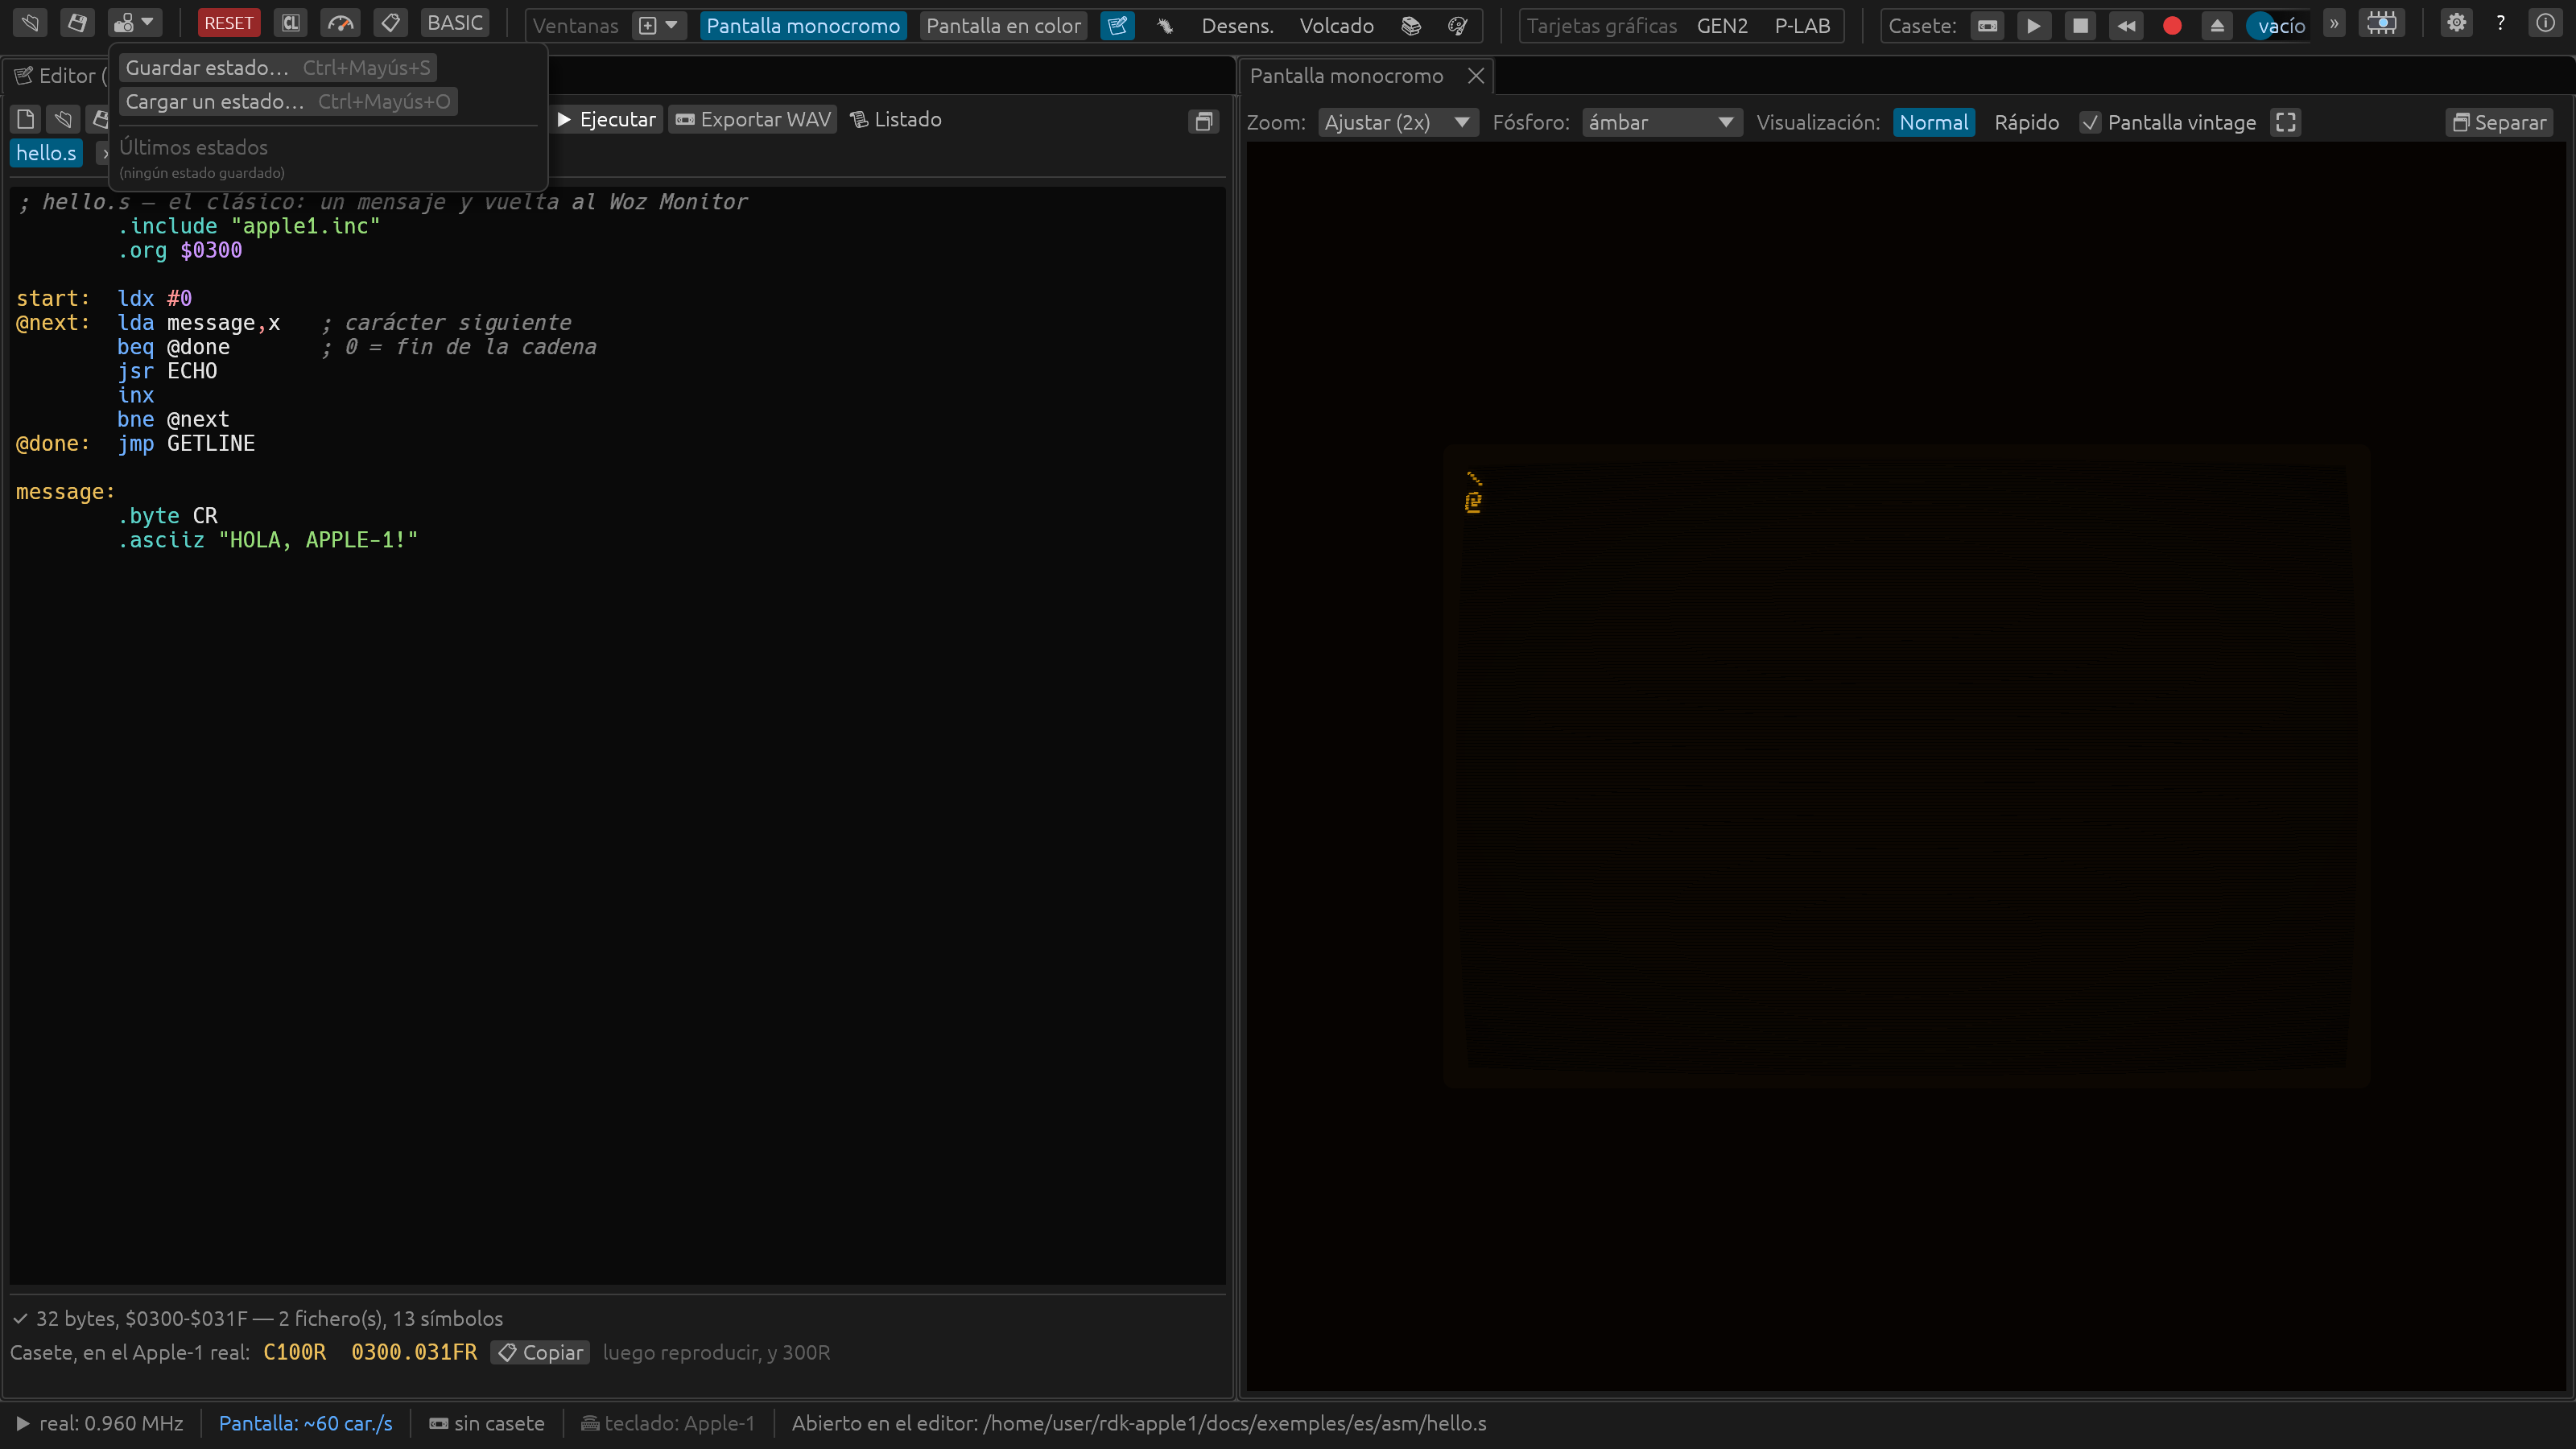 RESET CL BASIC Ventanas Pantalla monocromo Pantalla en color Desens. Volcado Tarjetas gráficas GEN2 P-LAB Casete: vacío » ?
Guardar estado... Ctrl+Mayús+S
Cargar un estado... Ctrl+Mayús+O
Últimos estados
(ningún estado guardado)
Editor (
Ejecutar Exportar WAV Listado
hello.s
; hello.s — el clásico: un mensaje y vuelta al Woz Monitor
.include "apple1.inc"
.org $0300
start: ldx #0
@next: lda message,x ; carácter siguiente
beq @done ; 0 = fin de la cadena
jsr ECHO
inx
bne @next
@done: jmp GETLINE
message:
.byte CR
.asciiz "HOLA, APPLE-1!"
✓ 32 bytes, $0300-$031F — 2 fichero(s), 13 símbolos
Casete, en el Apple-1 real: C100R 0300.031FR Copiar luego reproducir, y 300R
Pantalla monocromo
Zoom: Ajustar (2x) Fósforo: ámbar Visualización: Normal Rápido Pantalla vintage Separar
\
@
real: 0.960 MHz Pantalla: ~60 car./s sin casete teclado: Apple-1 Abierto en el editor: /home/user/rdk-apple1/docs/exemples/es/asm/hello.s